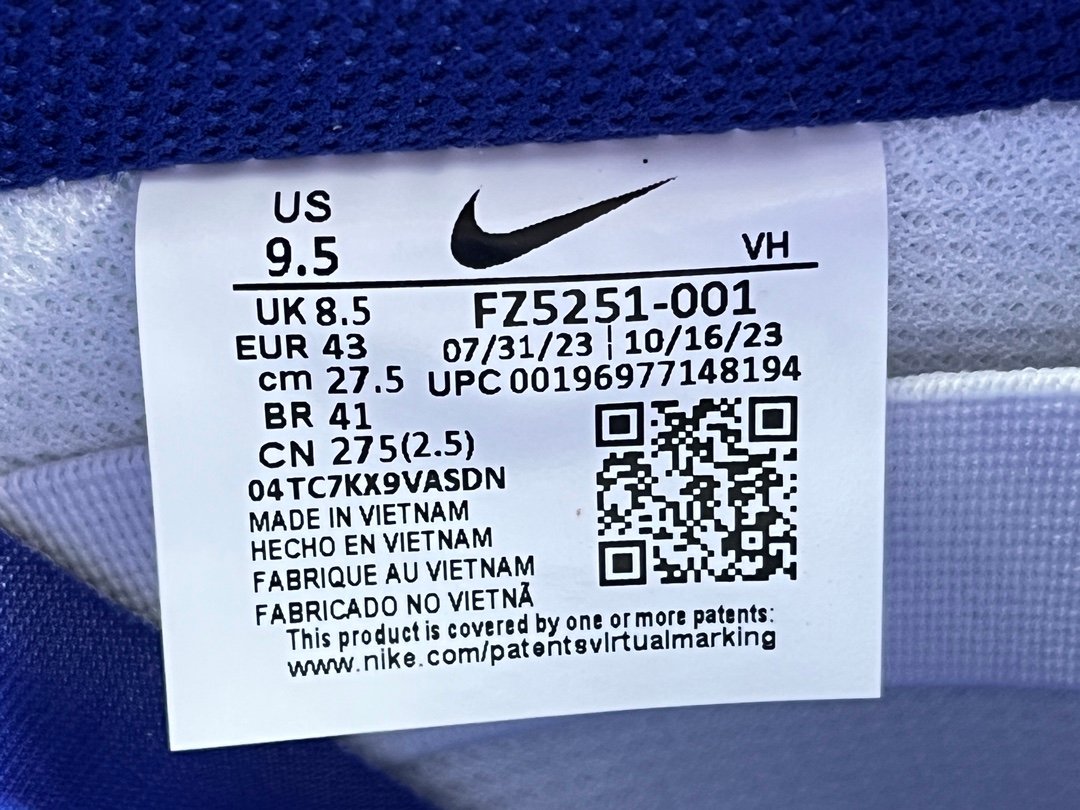 US
9.5
VH
UK 8.5
FZ5251-001
EUR 43
07/31/23 | 10/16/23
cm 27.5
UPC 00196977148194
BR 41
CN 275(2.5)
04TC7KX9VASDN
MADE IN VIETNAM
HECHO EN VIETNAM
FABRIQUE AU VIETNAM
FABRICADO NO VIETNÃ
This product is covered by one or more patents:
www.nike.com/patentsvirtualmarking